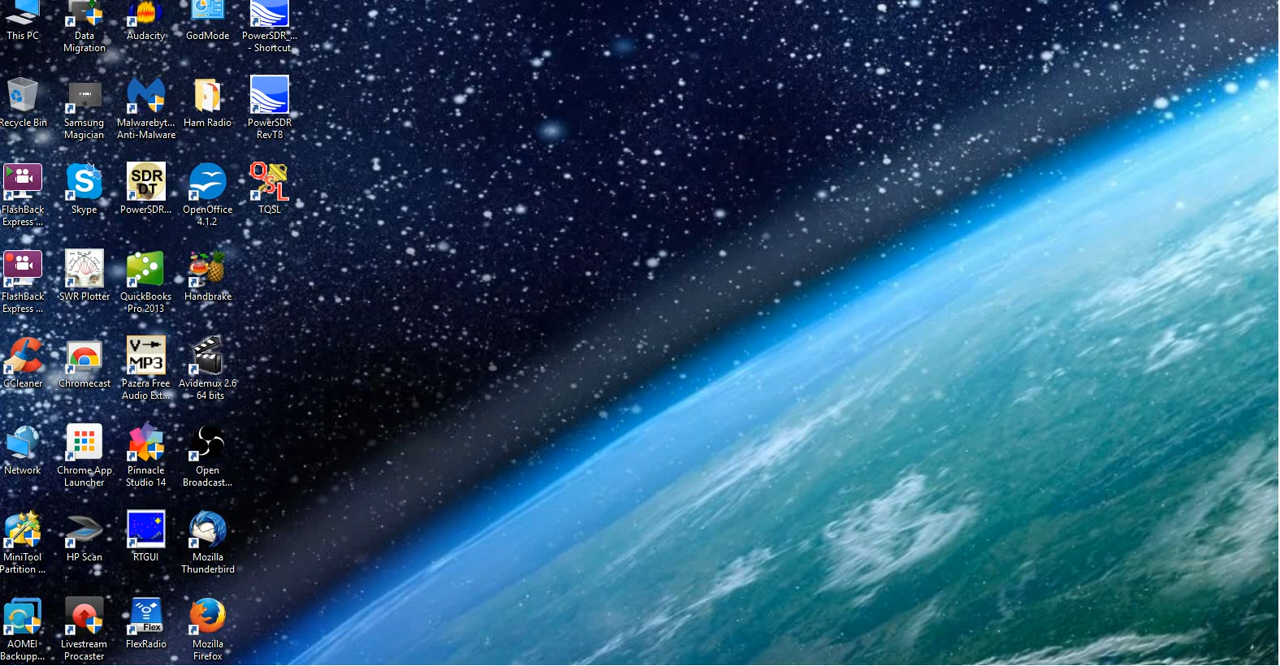 This PC
Data
Migration
Audacity
GodMode
PowerSDR_...
- Shortcut
Recycle Bin
Samsung
Magician
Malwarebyt...
Anti-Malware
Ham Radio
PowerSDR
RevT8
FlashBack
Express ...
Skype
SDR
DT
PowerSDR...
OpenOffice
4.1.2
QSL
TQSL
FlashBack
Express ...
SWR Plotter
QuickBooks
Pro 2013
Handbrake
CCleaner
Chromecast
V
MP3
Pazera Free
Audio Ext...
Avidemux 2.6
- 64 bits
Network
Chrome App
Launcher
Pinnacle
Studio 14
Open
Broadcast...
MiniTool
Partition ...
HP Scan
RTGUI
Mozilla
Thunderbird
AOMEI
Backupp...
Livestream
Procaster
Flex
FlexRadio
Mozilla
Firefox